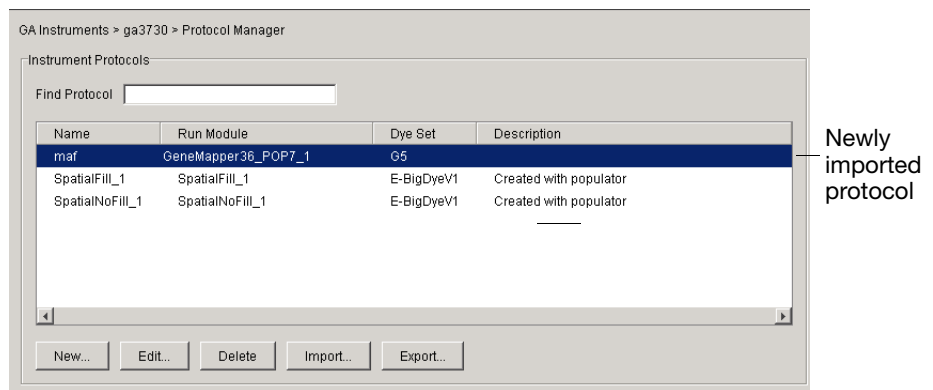 GA Instruments > ga3730 > Protocol Manager
Instrument Protocols
Find Protocol
Name Run Module Dye Set Description
maf GeneMapper36_POP7_1 G5
SpatialFill_1 SpatialFill_1 E-BigDyeV1 Created with populator
SpatialNoFill_1 SpatialNoFill_1 E-BigDyeV1 Created with populator
New... Edit... Delete Import... Export...
Newly
imported
protocol